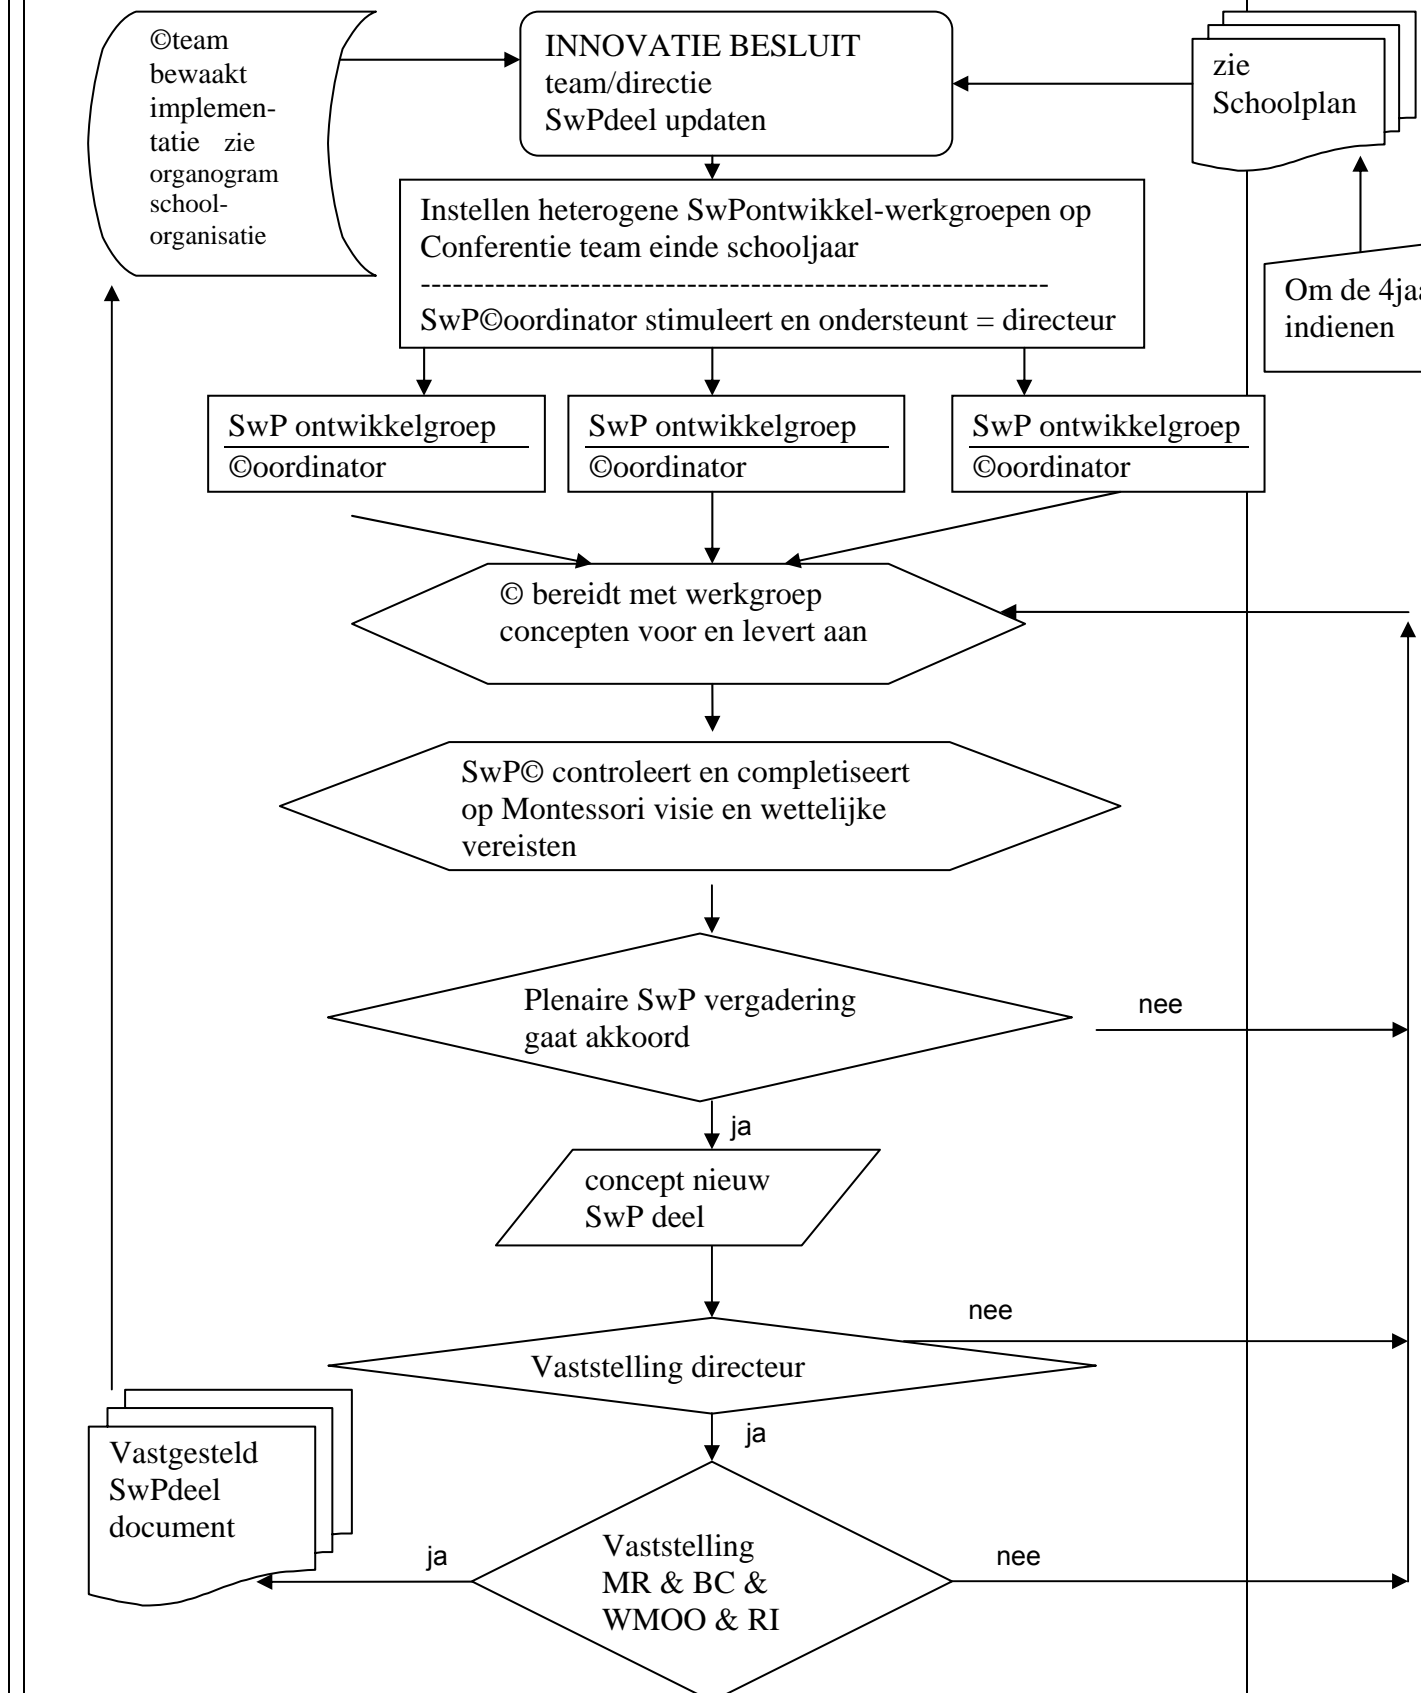 ©team
bewaakt
implemen-
tatie zie
organogram
school-
organisatie
INNOVATIE BESLUIT
team/directie
SwPdeel updaten
zie
Schoolplan
Instellen heterogene SwPontwikkel-werkgroepen op
Conferentie team einde schooljaar
-----------------------------------------------------------
SwP©oordinator stimuleert en ondersteunt = directeur
Om de 4jaa
indienen
SwP ontwikkelgroep
©oordinator
SwP ontwikkelgroep
©oordinator
SwP ontwikkelgroep
©oordinator
© bereidt met werkgroep
concepten voor en levert aan
SwP© controleert en completiseert
op Montessori visie en wettelijke
vereisten
Plenaire SwP vergadering
gaat akkoord
nee
ja
concept nieuw
SwP deel
nee
Vaststelling directeur
ja
Vastgesteld
SwPdeel
document
ja
Vaststelling
MR & BC &
WMOO & RI
nee